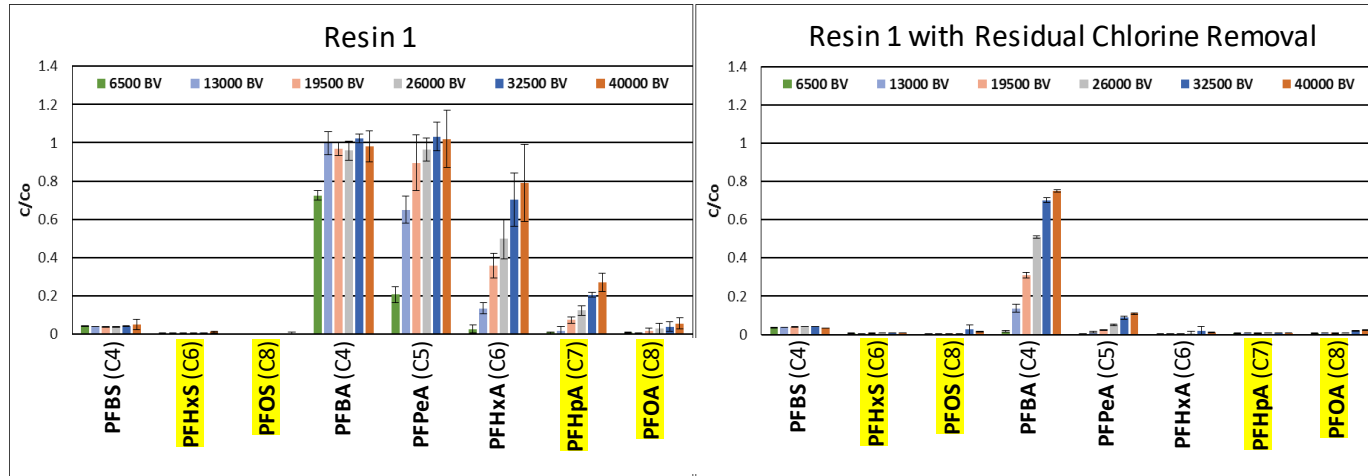 Resin 1
1.4
6500 BV 13000 BV 19500 BV 26000 BV 32500 BV 40000 BV
1.2
1
0.8
0.6
0.4
0.2
0
C/Co
PFBS (C4)
PFHxS (C6)
PFOS (C8)
PFBA (C4)
PFPeA (C5)
PFHxA (C6)
PFHpA (C7)
PFOA (C8)
Resin 1 with Residual Chlorine Removal
1.4
6500 BV 13000 BV 19500 BV 26000 BV 32500 BV 40000 BV
1.2
1
0.8
0.6
0.4
0.2
0
C/Co
PFBS (C4)
PFHxS (C6)
PFOS (C8)
PFBA (C4)
PFPeA (C5)
PFHxA (C6)
PFHpA (C7)
PFOA (C8)